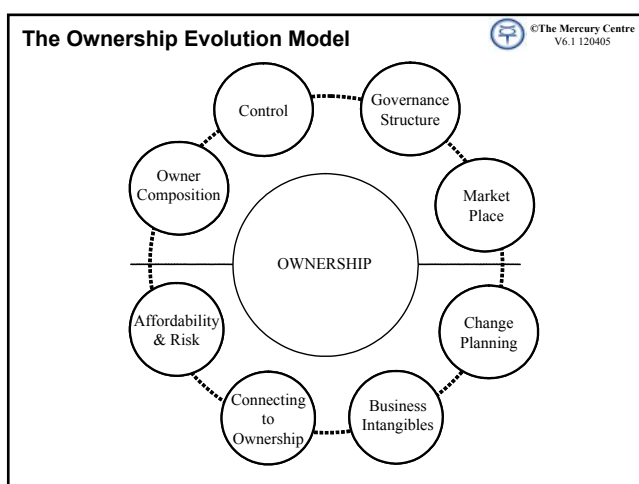 The Ownership Evolution Model
©The Mercury Centre
V6.1 120405
Control
Governance
Structure
Owner
Composition
Market
Place
OWNERSHIP
Affordability
& Risk
Change
Planning
Connecting
to
Ownership
Business
Intangibles